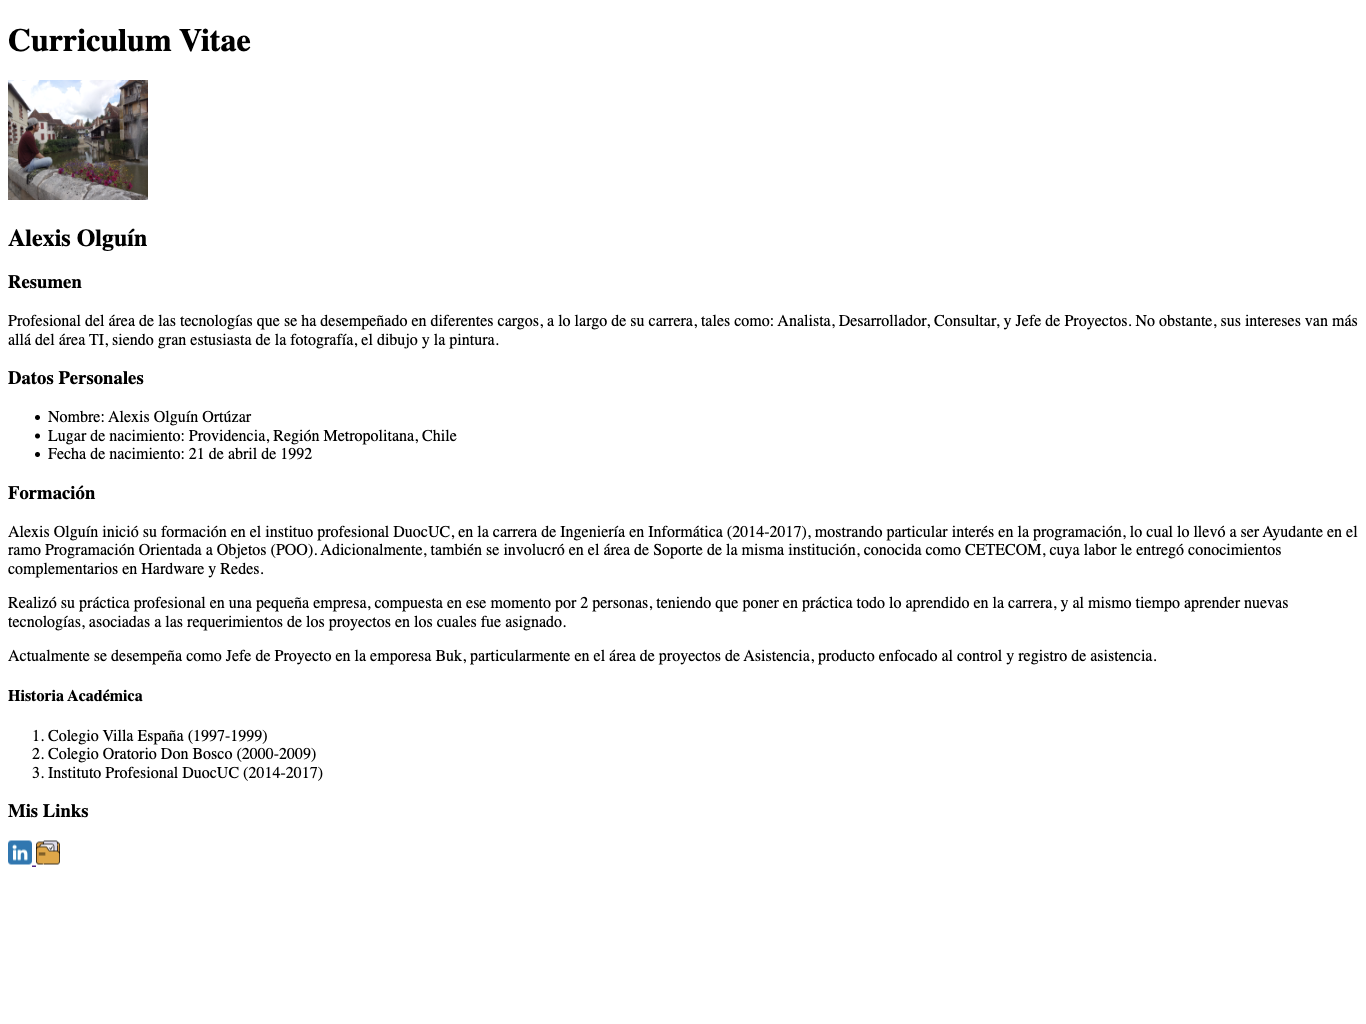 Curriculum Vitae
Alexis Olguín
Resumen
Profesional del área de las tecnologías que se ha desempeñado en diferentes cargos, a lo largo de su carrera, tales como: Analista, Desarrollador, Consultar, y Jefe de Proyectos. No obstante, sus intereses van más
allá del área TI, siendo gran estusiasta de la fotografía, el dibujo y la pintura.
Datos Personales
• Nombre: Alexis Olguín Ortúzar
• Lugar de nacimiento: Providencia, Región Metropolitana, Chile
• Fecha de nacimiento: 21 de abril de 1992
Formación
Alexis Olguín inició su formación en el instituo profesional DuocUC, en la carrera de Ingeniería en Informática (2014-2017), mostrando particular interés en la programación, lo cual lo llevó a ser Ayudante en el
ramo Programación Orientada a Objetos (POO). Adicionalmente, también se involucró en el área de Soporte de la misma institución, conocida como CETECOM, cuya labor le entregó conocimientos
complementarios en Hardware y Redes.
Realizó su práctica profesional en una pequeña empresa, compuesta en ese momento por 2 personas, teniendo que poner en práctica todo lo aprendido en la carrera, y al mismo tiempo aprender nuevas
tecnologías, asociadas a las requerimientos de los proyectos en los cuales fue asignado.
Actualmente se desempeña como Jefe de Proyecto en la emporesa Buk, particularmente en el área de proyectos de Asistencia, producto enfocado al control y registro de asistencia.
Historia Académica
1. Colegio Villa España (1997-1999)
2. Colegio Oratorio Don Bosco (2000-2009)
3. Instituto Profesional DuocUC (2014-2017)
Mis Links
in